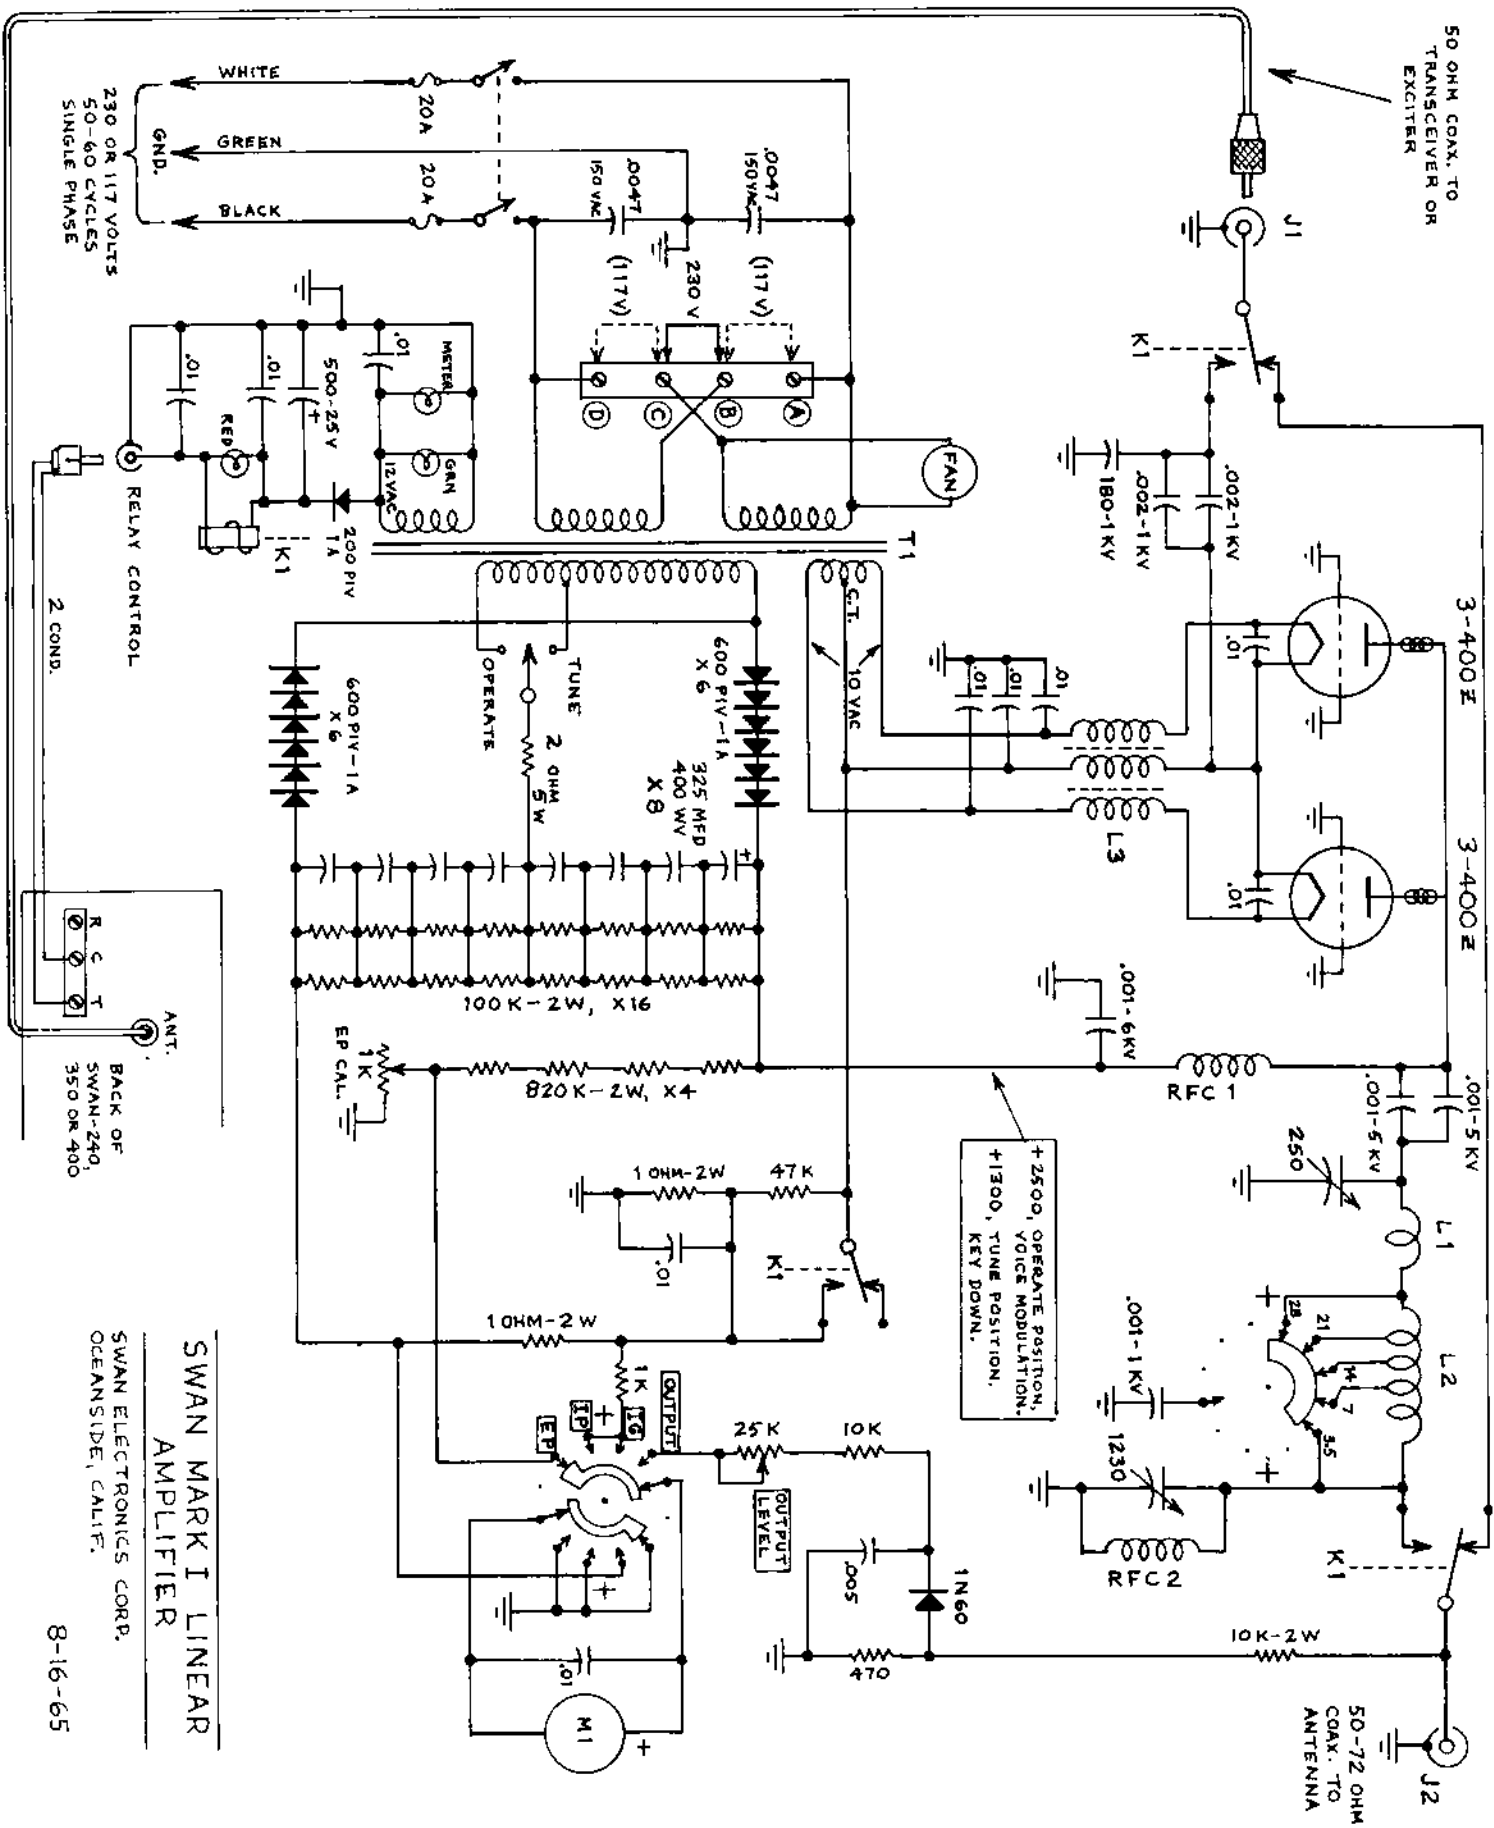 50 OHM COAX. TO
TRANSCEIVER OR
EXCITER
J1
K1
180-1KV
.002-1KV
.002-1KV
3-400Z
3-400Z
.01
.01
.01
.01
.01
L3
.001-6KV
RFC 1
.001-5KV
.001-5 KV
250
L1
L2
28
21
14
7
3.5
+
+
.001-1 KV
1230
RFC2
K1
J2
50-72 OHM
COAX. TO
ANTENNA
WHITE
GREEN
BLACK
20A
20A
GND.
230 OR 117 VOLTS
50-60 CYCLES
SINGLE PHASE
.0047
150VAC
.0047
150 VAC
(117V)
230 V
(117V)
A
B
C
D
FAN
T1
C.T.
10 VAC
METER
GRN
12VAC
.01
500-25V
+
.01
.01
RED
200 PIV
1A
K1
RELAY CONTROL
2 COND.
TUNE
OPERATE
2 OHM
5W
600 PIV-1A
X 6
600 PIV-1A
X 6
325 MFD
400 WV
X 8
+
100K-2W, X16
820K-2W, X4
EP CAL.
1K
+2500, OPERATE POSITION,
VOICE MODULATION.
+1300, TUNE POSITION,
KEY DOWN.
1 OHM-2W
47K
.01
K1
1 OHM-2W
1K
OUTPUT
IG
+
IP
EP
+
25K
OUTPUT
LEVEL
10K
.005
1N60
470
10K-2W
.01
M1
+
R
C
T
ANT.
BACK OF
SWAN-240,
350 OR 400
SWAN MARK I LINEAR
AMPLIFIER
SWAN ELECTRONICS CORP.
OCEANSIDE, CALIF.
8-16-65